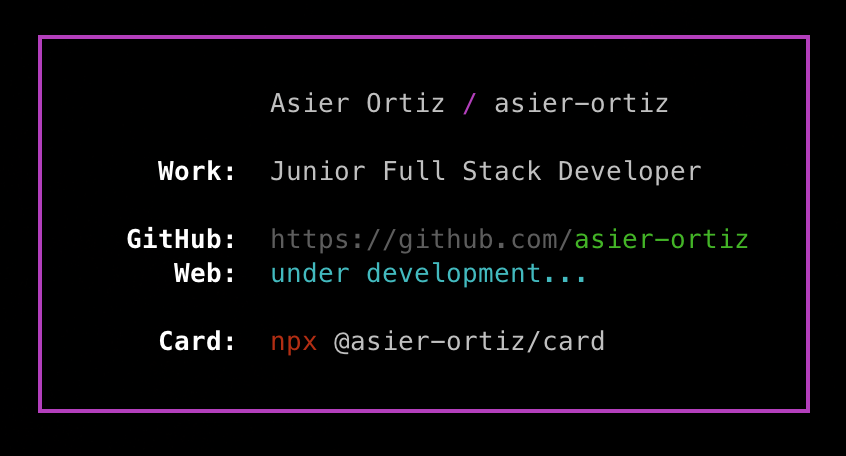 Asier Ortiz / asier-ortiz
Work: Junior Full Stack Developer
GitHub: https://github.com/asier-ortiz
Web: under development...
Card: npx @asier-ortiz/card